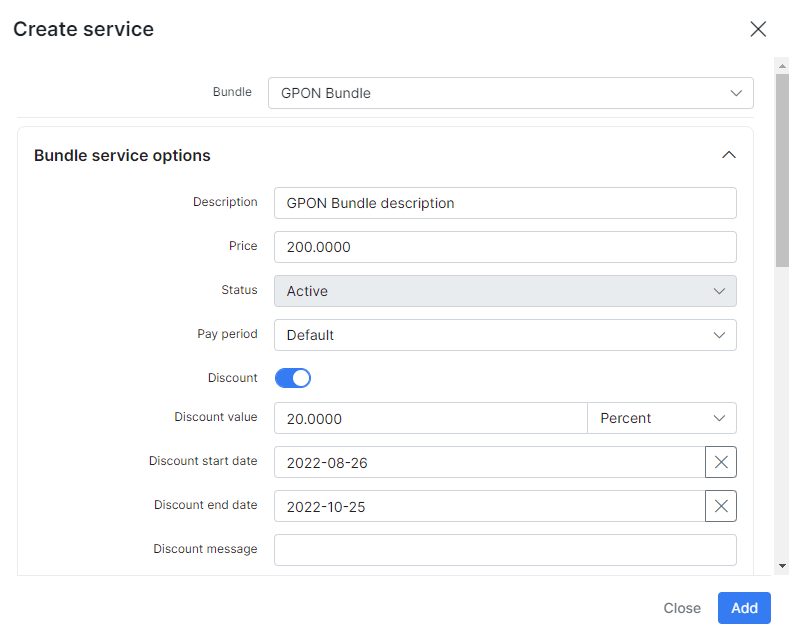 Create service
Bundle GPON Bundle
Bundle service options
Description GPON Bundle description
Price 200.0000
Status Active
Pay period Default
Discount
Discount value 20.0000 Percent
Discount start date 2022-08-26
Discount end date 2022-10-25
Discount message
Close Add